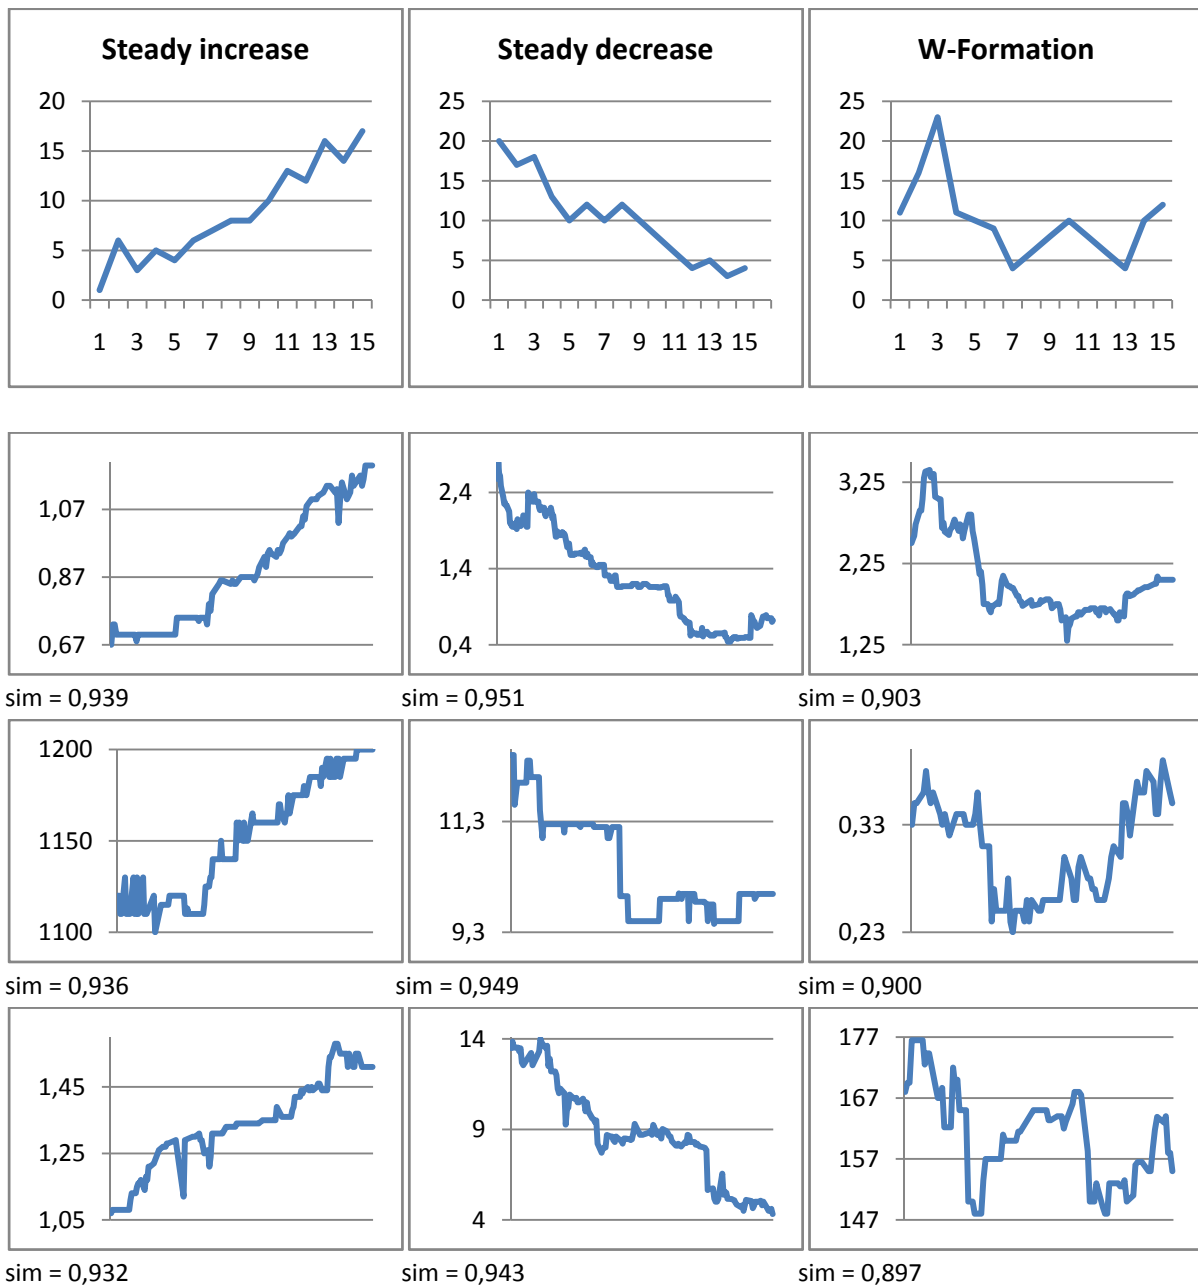 Steady increase
20
15
10
5
0
1 3 5 7 9 11 13 15
Steady decrease
25
20
15
10
5
0
1 3 5 7 9 11 13 15
W-Formation
25
20
15
10
5
0
1 3 5 7 9 11 13 15
1,07
0,87
0,67
sim = 0,939
2,4
1,4
0,4
sim = 0,951
3,25
2,25
1,25
sim = 0,903
1200
1150
1100
sim = 0,936
11,3
9,3
sim = 0,949
0,33
0,23
sim = 0,900
1,45
1,25
1,05
sim = 0,932
14
9
4
sim = 0,943
177
167
157
147
sim = 0,897